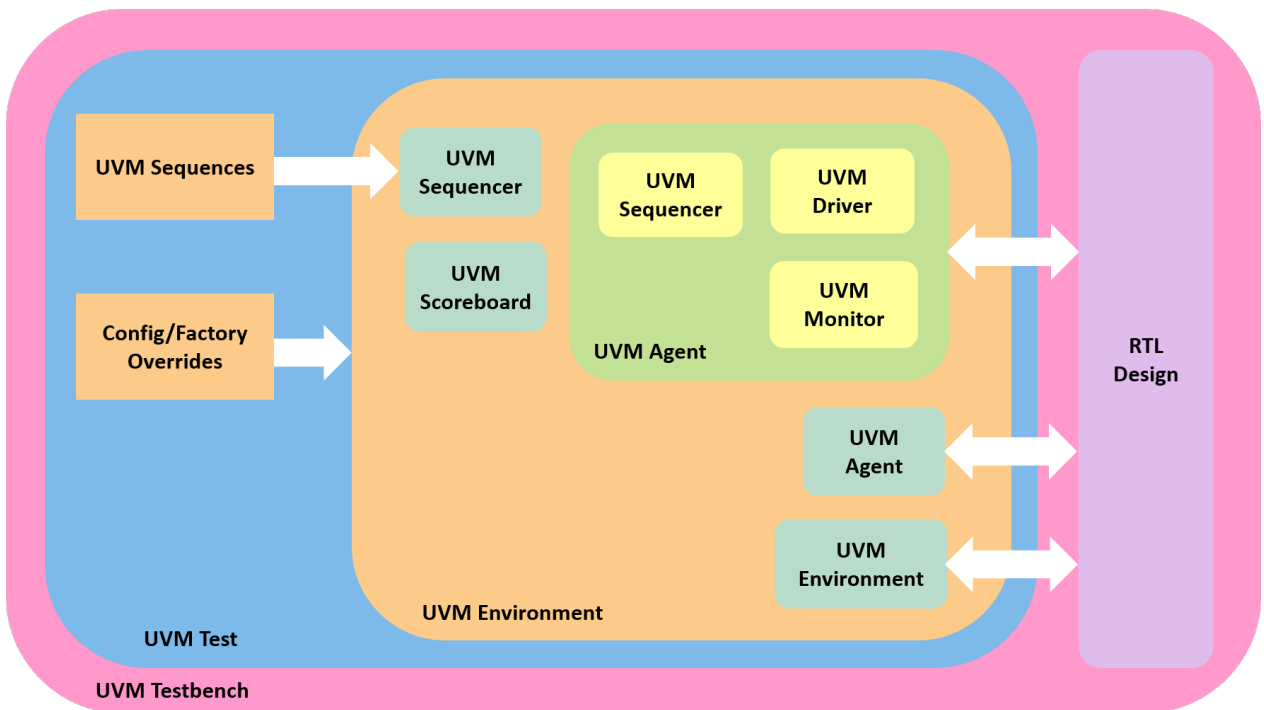 UVM Sequences
UVM
Sequencer
UVM
Sequencer
UVM
Driver
UVM
Scoreboard
UVM
Monitor
Config/Factory
Overrides
UVM Agent
RTL
Design
UVM
Agent
UVM
Environment
UVM Environment
UVM Test
UVM Testbench